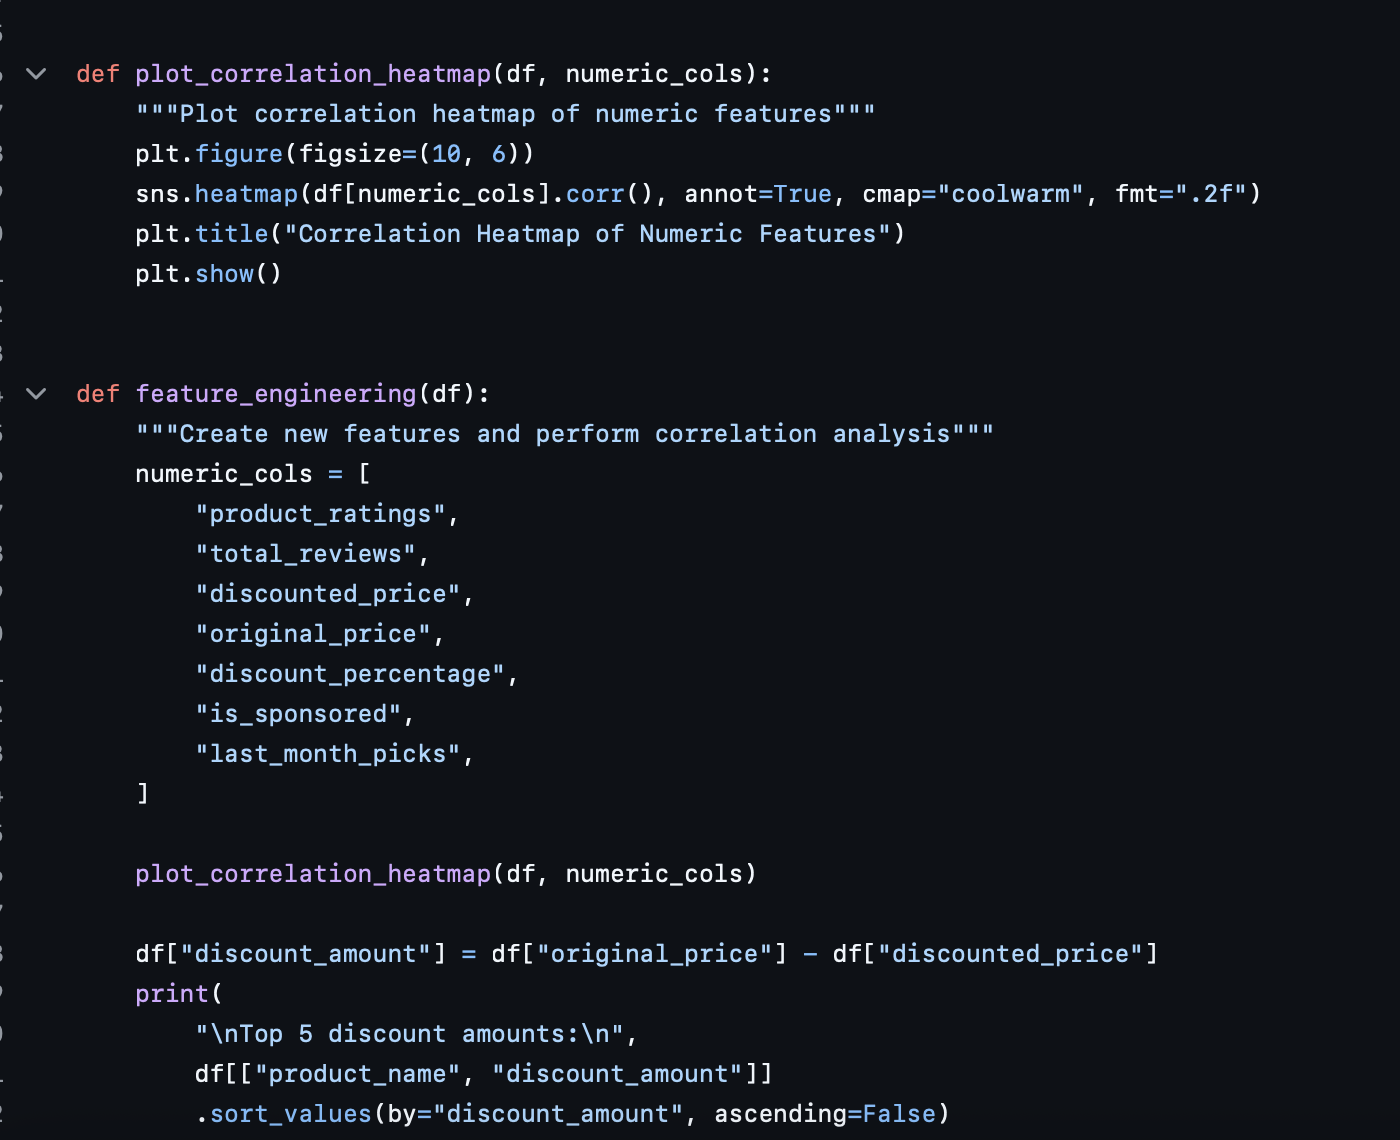 def plot_correlation_heatmap(df, numeric_cols):
    """Plot correlation heatmap of numeric features"""
    plt.figure(figsize=(10, 6))
    sns.heatmap(df[numeric_cols].corr(), annot=True, cmap="coolwarm", fmt=".2f")
    plt.title("Correlation Heatmap of Numeric Features")
    plt.show()
def feature_engineering(df):
    """Create new features and perform correlation analysis"""
    numeric_cols = [
        "product_ratings",
        "total_reviews",
        "discounted_price",
        "original_price",
        "discount_percentage",
        "is_sponsored",
        "last_month_picks",
    ]
    plot_correlation_heatmap(df, numeric_cols)
    df["discount_amount"] = df["original_price"] - df["discounted_price"]
    print(
        "\nTop 5 discount amounts:\n",
        df[["product_name", "discount_amount"]]
        .sort_values(by="discount_amount", ascending=False)